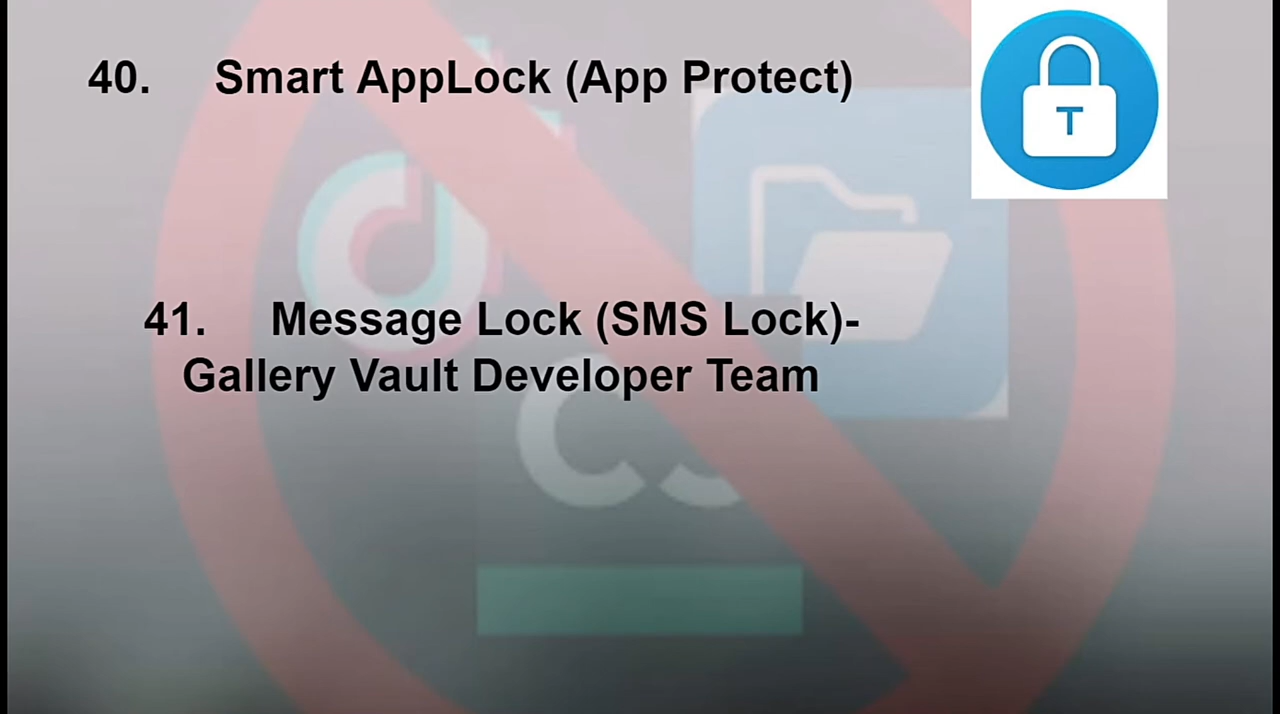 40. Smart AppLock (App Protect)
T
41. Message Lock (SMS Lock)-
Gallery Vault Developer Team